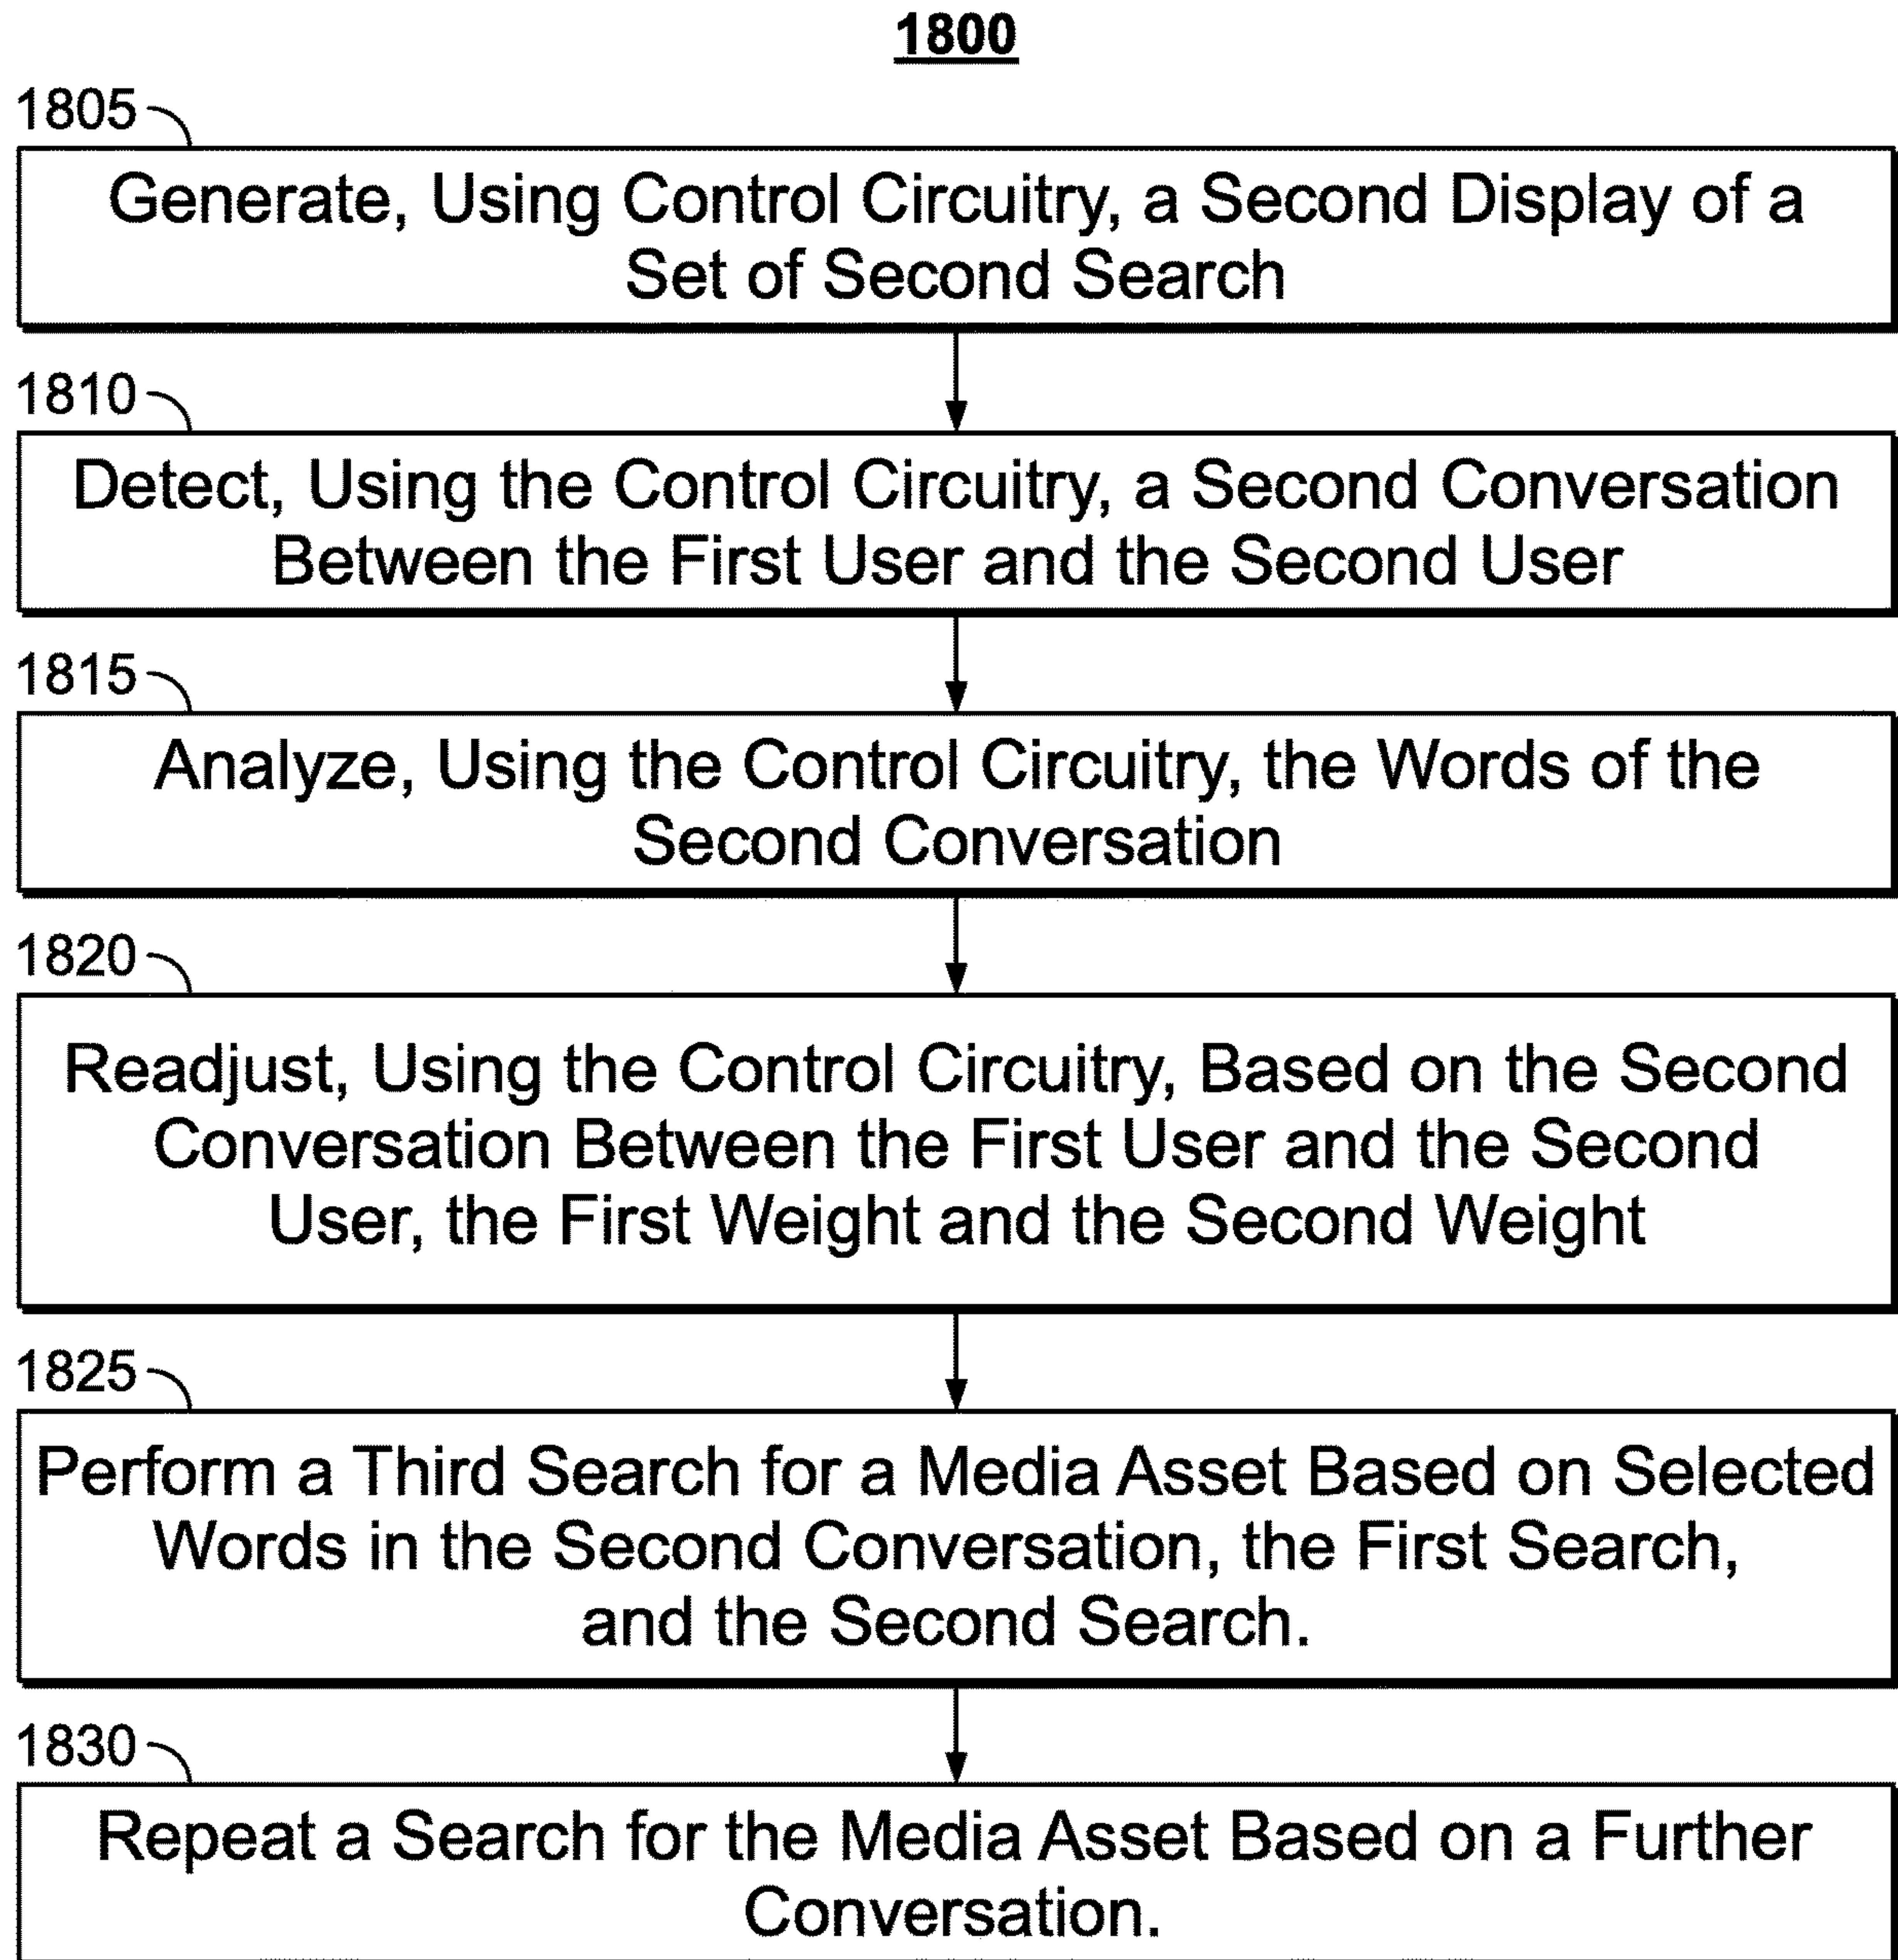 1800
1805
Generate, Using Control Circuitry, a Second Display of a
Set of Second Search
1810
Detect, Using the Control Circuitry, a Second Conversation
Between the First User and the Second User
1815
Analyze, Using the Control Circuitry, the Words of the
Second Conversation
1820
Readjust, Using the Control Circuitry, Based on the Second
Conversation Between the First User and the Second
User, the First Weight and the Second Weight
1825
Perform a Third Search for a Media Asset Based on Selected
Words in the Second Conversation, the First Search,
and the Second Search.
1830
Repeat a Search for the Media Asset Based on a Further
Conversation.